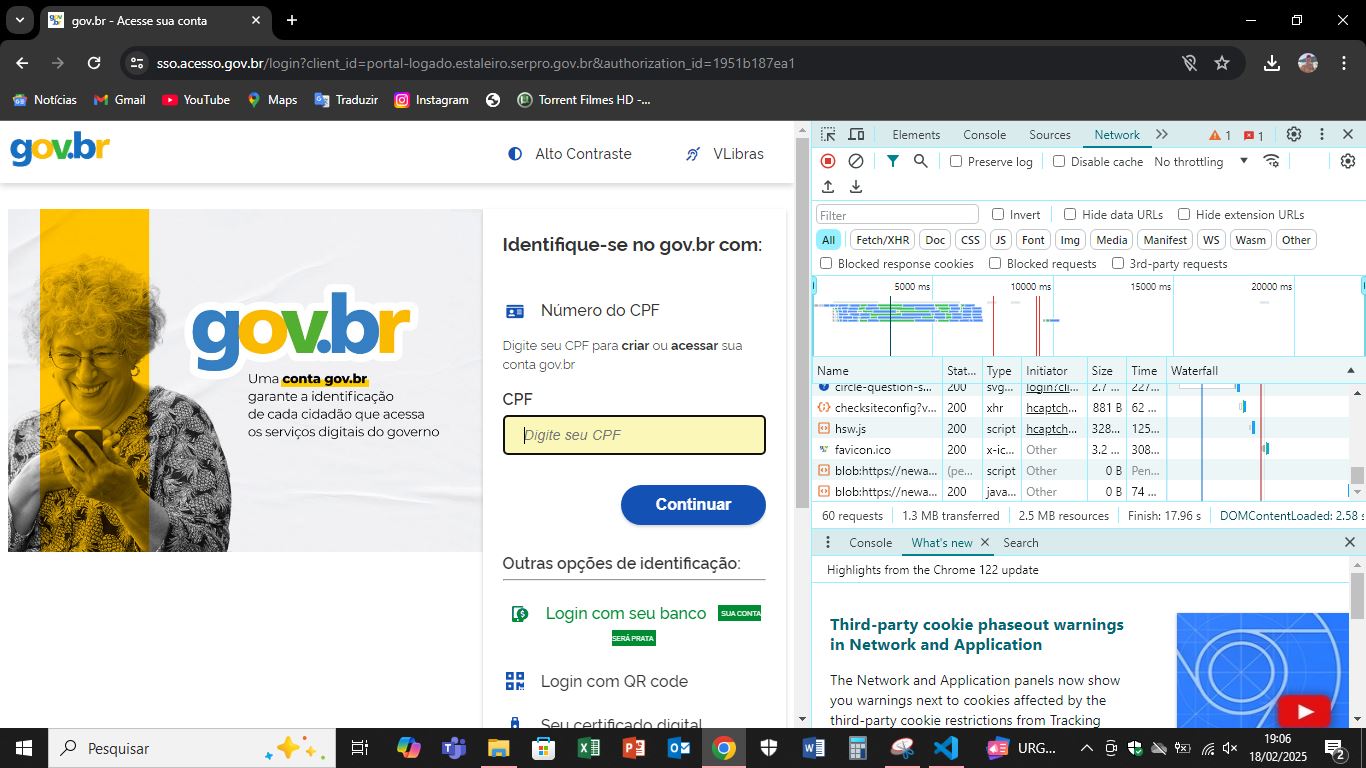 gov.br - Acesse sua conta
sso.acesso.gov.br/login?client_id=portal-logado.estaleiro.serpro.gov.br&authorization_id=1951b187ea1
Notícias
Gmail
YouTube
Maps
Traduzir
Instagram
Torrent Filmes HD -...
gov.br
Alto Contraste
VLibras
gov.br
Uma conta gov.br
garante a identificação
de cada cidadão que acessa
os serviços digitais do governo
Identifique-se no gov.br com:
Número do CPF
Digite seu CPF para criar ou acessar sua
conta gov.br
CPF
Digite seu CPF
Continuar
Outras opções de identificação:
Login com seu banco SUA CONTA
SERÁ PRATA
Login com QR code
Seu certificado digital
Elements
Console
Sources
Network
1
1
Preserve log
Disable cache
No throttling
Filter
Invert
Hide data URLs
Hide extension URLs
All
Fetch/XHR
Doc
CSS
JS
Font
Img
Media
Manifest
WS
Wasm
Other
Blocked response cookies
Blocked requests
3rd-party requests
5000 ms
10000 ms
15000 ms
20000 ms
Name Stat... Type Initiator Size Time Waterfall
circle-question-s... 200 svg... login?cli... 2.7 ... 227...
checksiteconfig?v... 200 xhr hcaptch... 881 B 62 ...
hsw.js 200 script hcaptch... 328... 125...
favicon.ico 200 x-ic... Other 3.2 ... 308...
blob:https://newa... (pe... script Other 0 B Pen...
blob:https://newa... 200 java... Other 0 B 74 ...
60 requests
1.3 MB transferred
2.5 MB resources
Finish: 17.96 s
DOMContentLoaded: 2.58 s
Console
What's new
Search
Highlights from the Chrome 122 update
Third-party cookie phaseout warnings
in Network and Application
The Network and Application panels now show
you warnings next to cookies affected by the
third-party cookie restrictions from Tracking
Pesquisar
URG...
19:06
18/02/2025
2